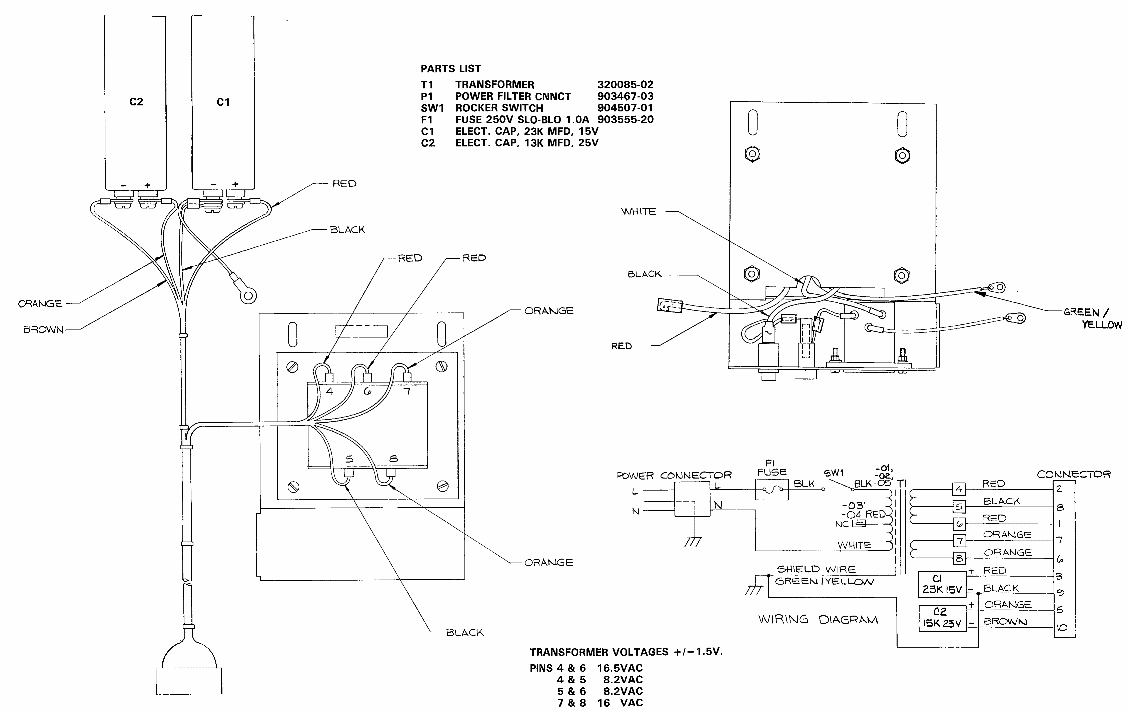 C2
C1
- +
- +
RED
BLACK
ORANGE
BROWN
PARTS LIST
T1 TRANSFORMER 320085-02
P1 POWER FILTER CNNCT 903467-03
SW1 ROCKER SWITCH 904507-01
F1 FUSE 250V SLO-BLO 1.0A 903555-20
C1 ELECT. CAP, 23K MFD, 15V
C2 ELECT. CAP, 13K MFD, 25V
RED
RED
ORANGE
4 6 7
5 8
ORANGE
BLACK
WHITE
BLACK
RED
GREEN /
YELLOW
POWER CONNECTOR
L
N
L
N
F1
FUSE
BLK
SW1
-01,
-02,
BLK -05
-03,
-04 RED
NC
WHITE
T1
SHIELD WIRE
GREEN/YELLOW
WIRING DIAGRAM
CONNECTOR
4 RED 2
5 BLACK 8
6 RED 1
7 ORANGE 7
8 ORANGE 6
C1
23K 15V
+ RED 3
- BLACK 9
C2
15K 25V
+ ORANGE 5
- BROWN 10
TRANSFORMER VOLTAGES +/-1.5V.
PINS 4 & 6 16.5VAC
4 & 5 8.2VAC
5 & 6 8.2VAC
7 & 8 16 VAC